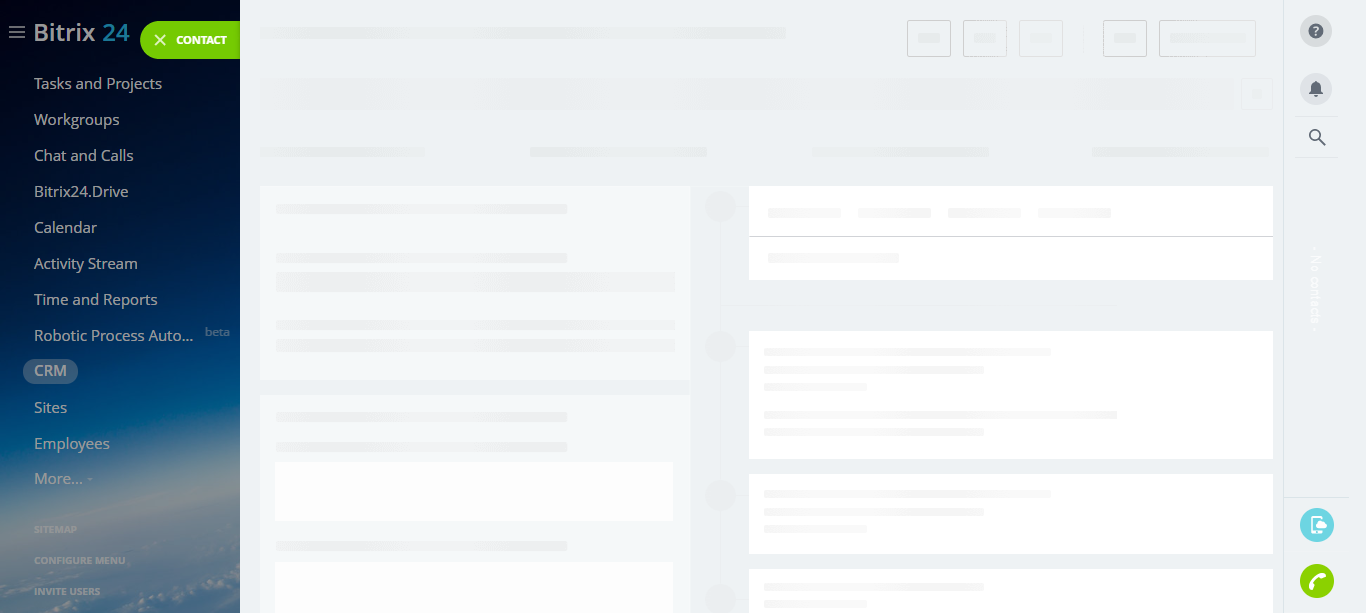 Bitrix 24
CONTACT
Tasks and Projects
Workgroups
Chat and Calls
Bitrix24.Drive
Calendar
Activity Stream
Time and Reports
Robotic Process Auto... beta
CRM
Sites
Employees
More... -
SITEMAP
CONFIGURE MENU
INVITE USERS
?
- No contacts -